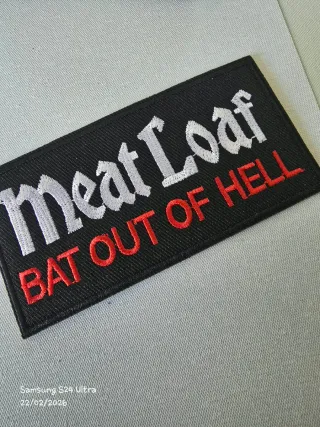 Meat Loaf
BAT OUT OF HELL
Samsung S24 Ultra
22/02/2026